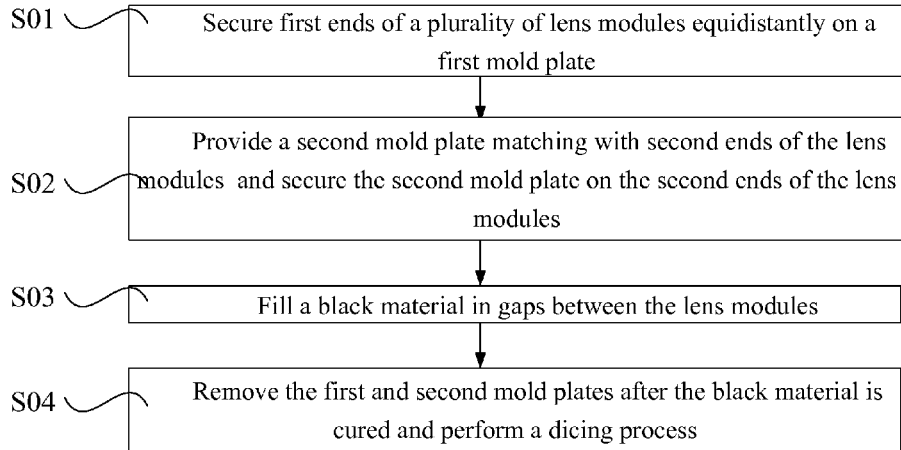 S01
Secure first ends of a plurality of lens modules equidistantly on a
first mold plate
S02
Provide a second mold plate matching with second ends of the lens
modules and secure the second mold plate on the second ends of the lens
modules
S03
Fill a black material in gaps between the lens modules
S04
Remove the first and second mold plates after the black material is
cured and perform a dicing process